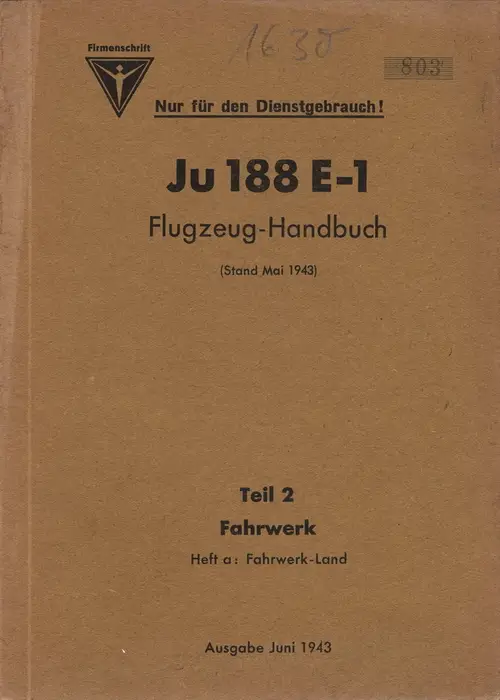 Firmenschrift
1630
803
Nur für den Dienstgebrauch!
Ju 188 E-1
Flugzeug-Handbuch
(Stand Mai 1943)
Teil 2
Fahrwerk
Heft a: Fahrwerk-Land
Ausgabe Juni 1943